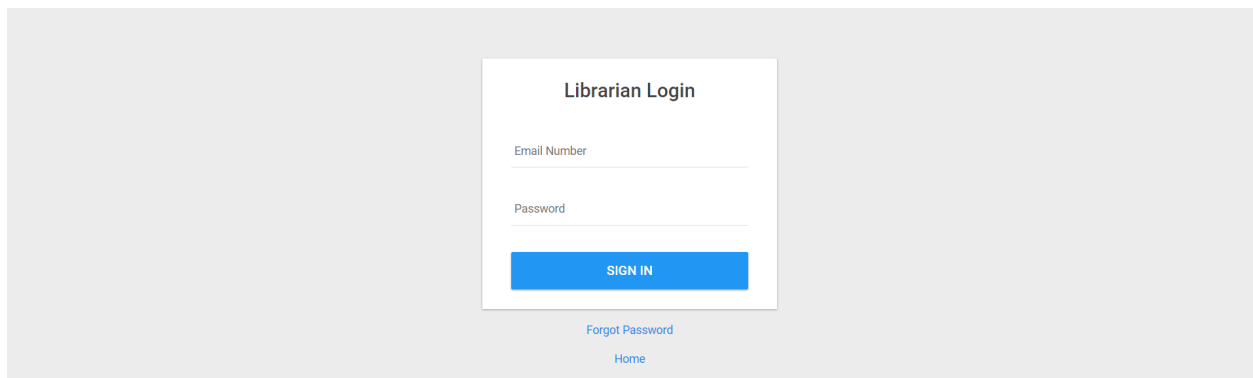 Librarian Login
Email Number
Password
SIGN IN
Forgot Password
Home